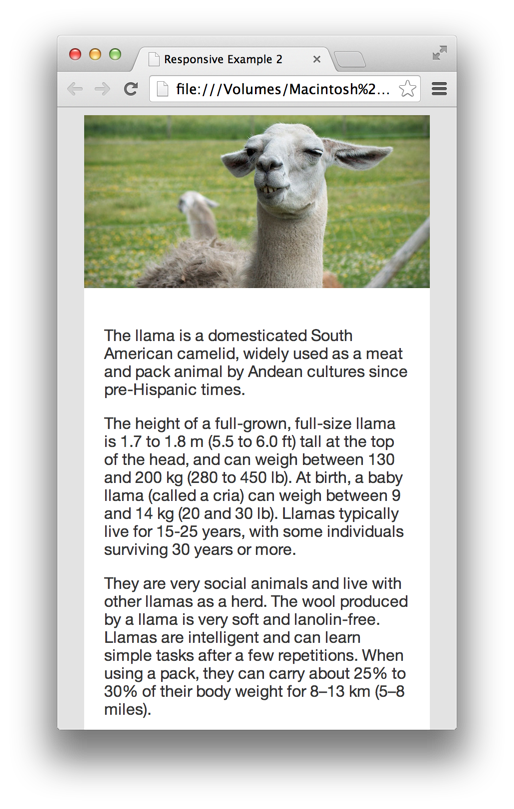 Responsive Example 2
file:///Volumes/Macintosh%2...
The llama is a domesticated South
American camelid, widely used as a meat
and pack animal by Andean cultures since
pre-Hispanic times.
The height of a full-grown, full-size llama
is 1.7 to 1.8 m (5.5 to 6.0 ft) tall at the top
of the head, and can weigh between 130
and 200 kg (280 to 450 lb). At birth, a baby
llama (called a cria) can weigh between 9
and 14 kg (20 and 30 lb). Llamas typically
live for 15-25 years, with some individuals
surviving 30 years or more.
They are very social animals and live with
other llamas as a herd. The wool produced
by a llama is very soft and lanolin-free.
Llamas are intelligent and can learn
simple tasks after a few repetitions. When
using a pack, they can carry about 25% to
30% of their body weight for 8–13 km (5–8
miles).